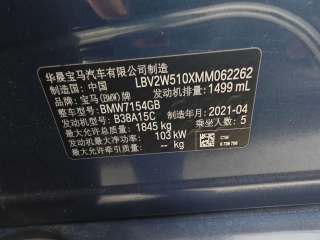 华晨宝马汽车有限公司制造
制造国: 中国 LBV2W510XMM062262
品牌: 宝马(BMW) 发动机排量: 1499 mL
整车型号: BMW7154GB
发动机型号: B38A15C 制造年月: 2021-04
最大允许总质量: 1845 kg 乘坐人数: 5
发动机最大净功率: 103 kW
最大允许牵引质量: -- kg